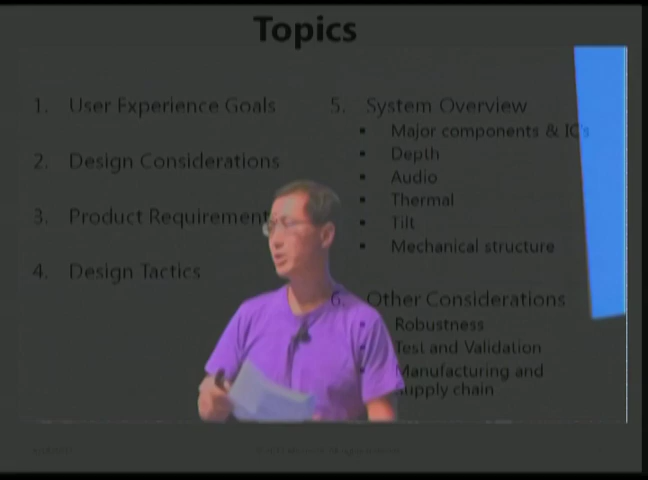 Topics
1. User Experience Goals
2. Design Considerations
3. Product Requirement
4. Design Tactics
5. System Overview
▪ Major components & IC's
▪ Depth
▪ Audio
▪ Thermal
▪ Tilt
▪ Mechanical structure
6. Other Considerations
▪ Robustness
▪ Test and Validation
▪ Manufacturing and
supply chain